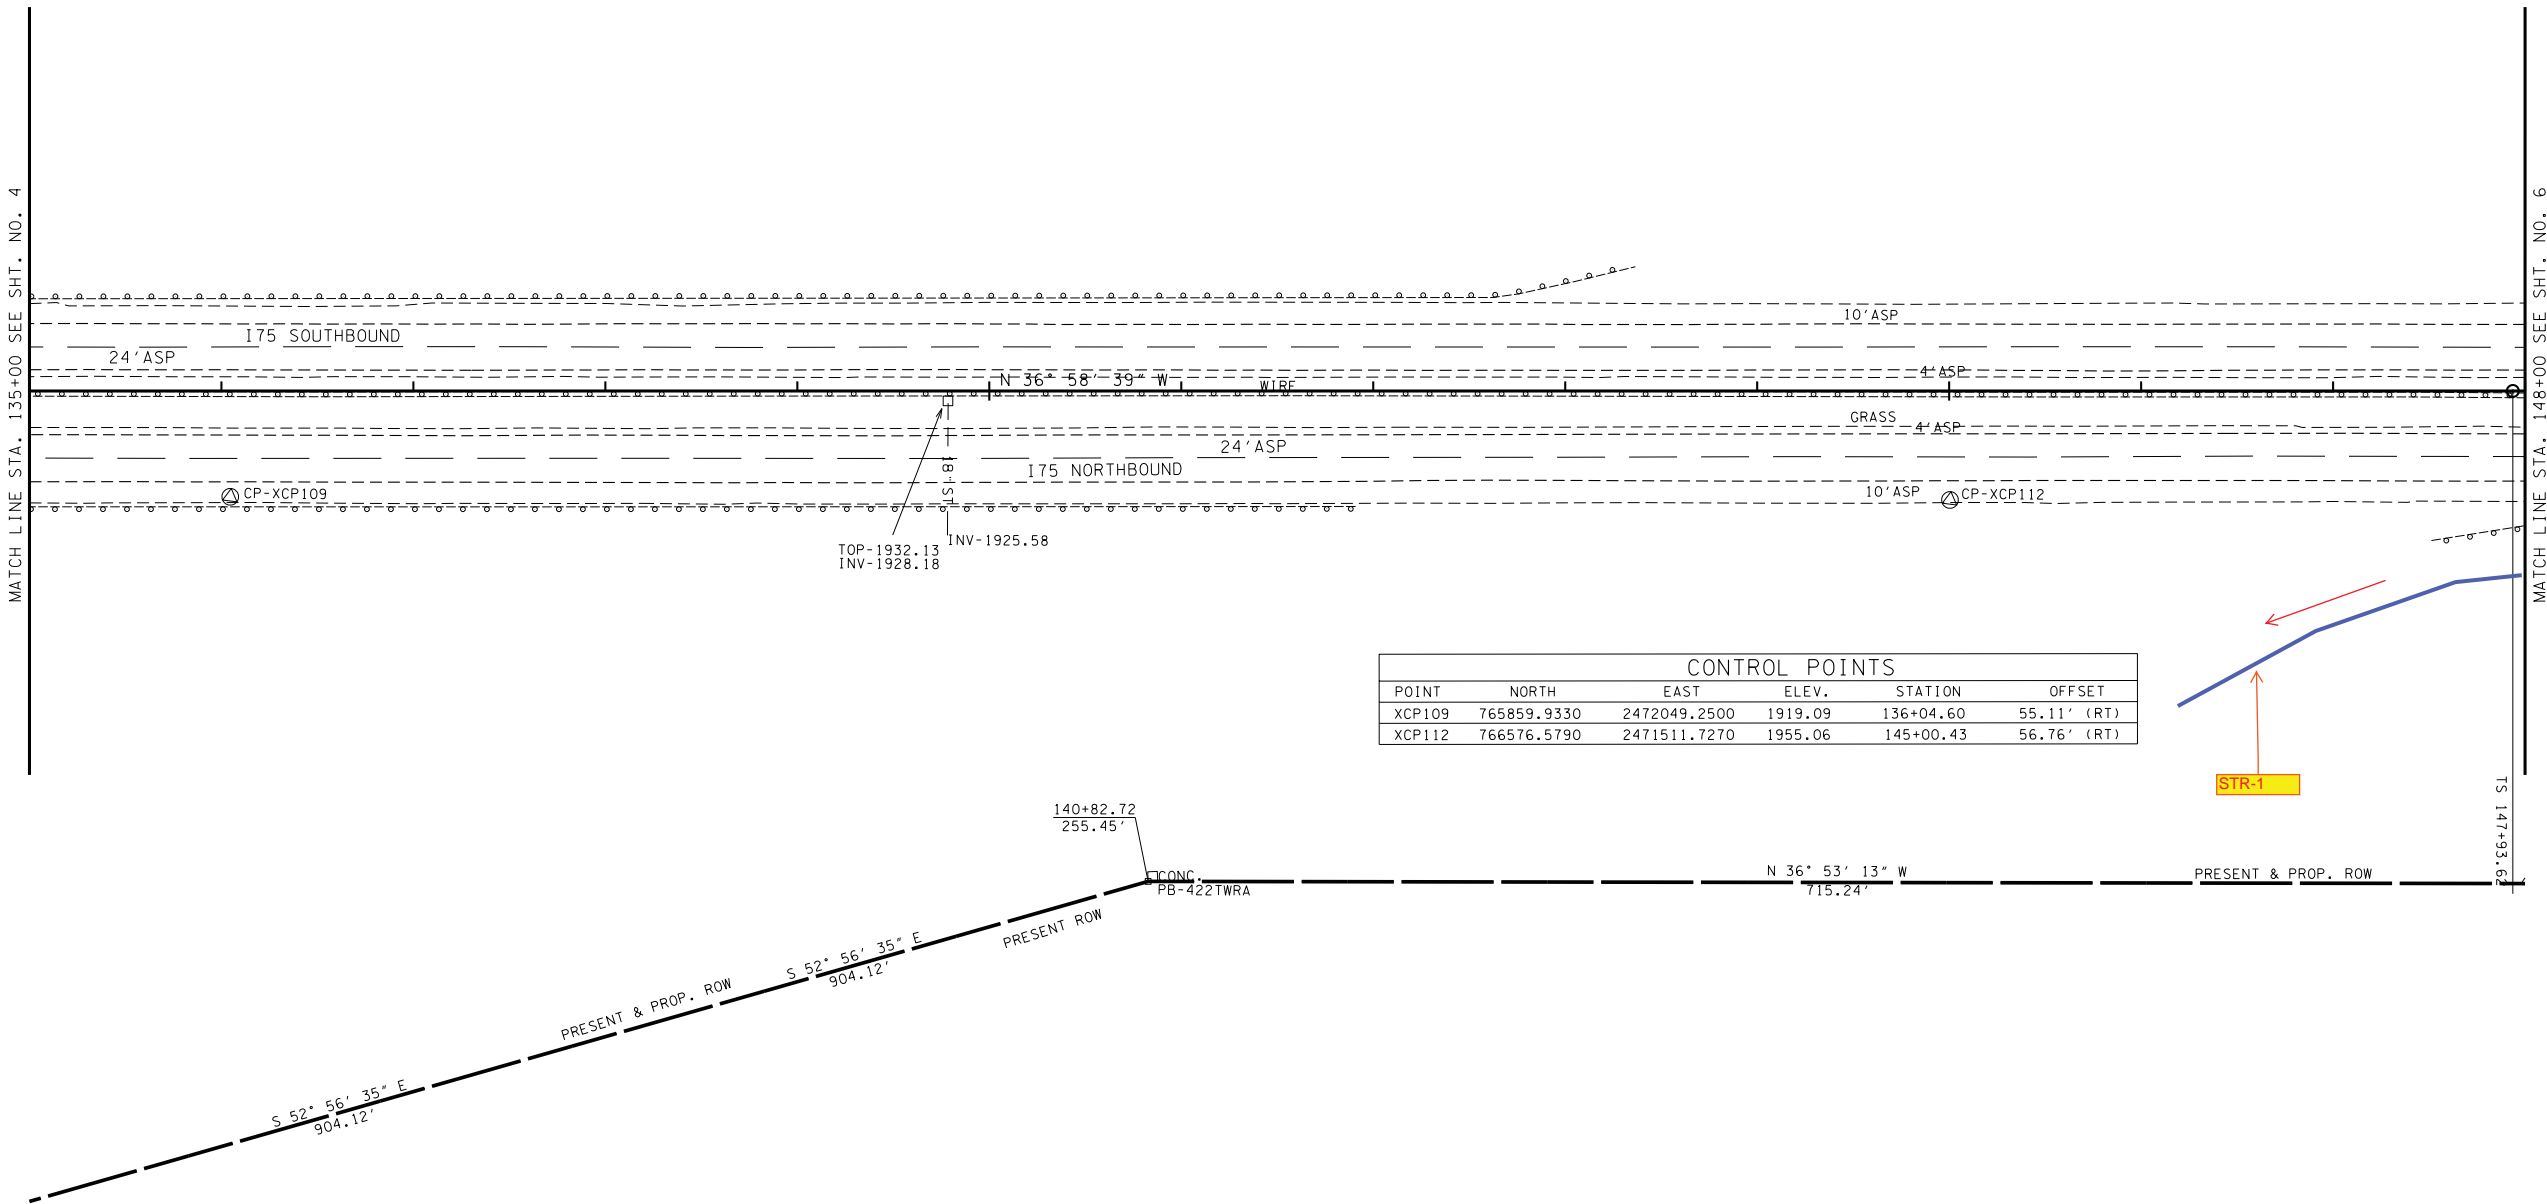 MATCH LINE STA. 135+00 SEE SHT. NO. 4
MATCH LINE STA. 148+00 SEE SHT. NO. 6
10'ASP
I75 SOUTHBOUND
24'ASP
4'ASP
N 36° 58' 39" W
WIRE
GRASS
4'ASP
24'ASP
I75 NORTHBOUND
18" ST
CP-XCP109
10'ASP
CP-XCP112
INV-1925.58
TOP-1932.13
INV-1928.18
CONTROL POINTS
POINT NORTH EAST ELEV. STATION OFFSET
XCP109 765859.9330 2472049.2500 1919.09 136+04.60 55.11' (RT)
XCP112 766576.5790 2471511.7270 1955.06 145+00.43 56.76' (RT)
STR-1
TS 147+93.62
140+82.72
255.45'
CONC.
PB-422TWRA
N 36° 53' 13" W
715.24'
PRESENT & PROP. ROW
PRESENT ROW
S 52° 56' 35" E
904.12'
PRESENT & PROP. ROW
S 52° 56' 35" E
904.12'